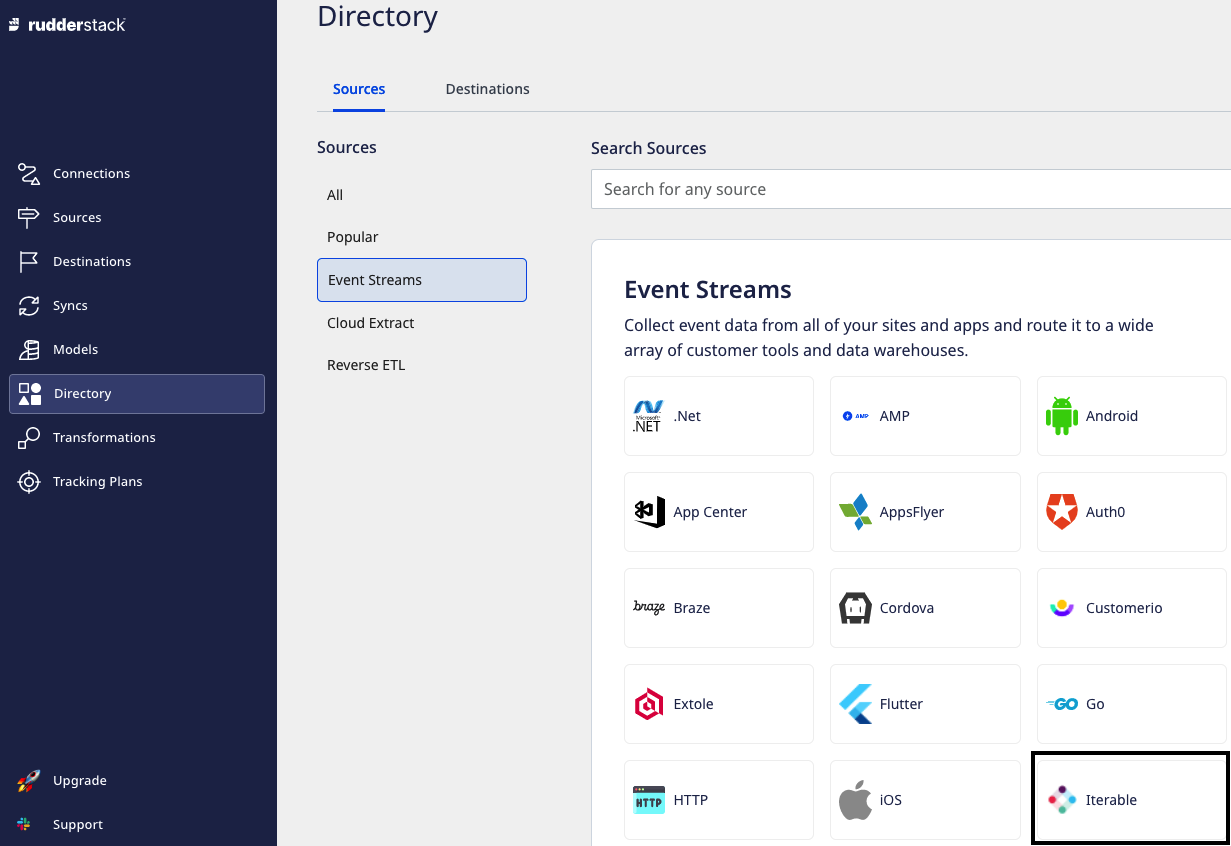 rudderstack
Directory
Sources
Destinations
Connections
Sources
Destinations
Syncs
Models
Directory
Transformations
Tracking Plans
Upgrade
Support
Sources
All
Popular
Event Streams
Cloud Extract
Reverse ETL
Search Sources
Search for any source
Event Streams
Collect event data from all of your sites and apps and route it to a wide
array of customer tools and data warehouses.
Microsoft
.NET
.Net
AMP
AMP
Android
App Center
AppsFlyer
Auth0
braze
Braze
Cordova
Customerio
Extole
Flutter
GO
Go
HTTP
HTTP
iOS
Iterable